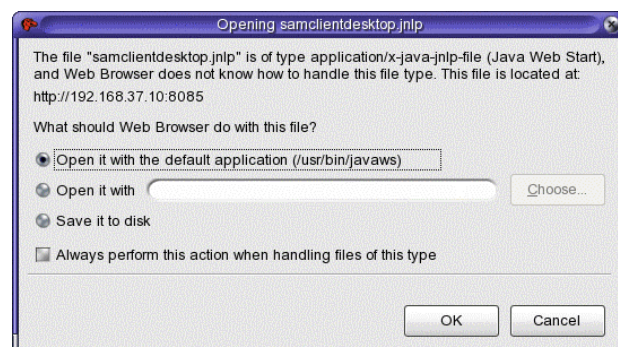 Opening samclientdesktop.jnlp
The file "samclientdesktop.jnlp" is of type application/x-java-jnlp-file (Java Web Start),
and Web Browser does not know how to handle this file type. This file is located at:
http://192.168.37.10:8085
What should Web Browser do with this file?
Open it with the default application (/usr/bin/javaws)
Open it with
Choose...
Save it to disk
Always perform this action when handling files of this type
OK
Cancel